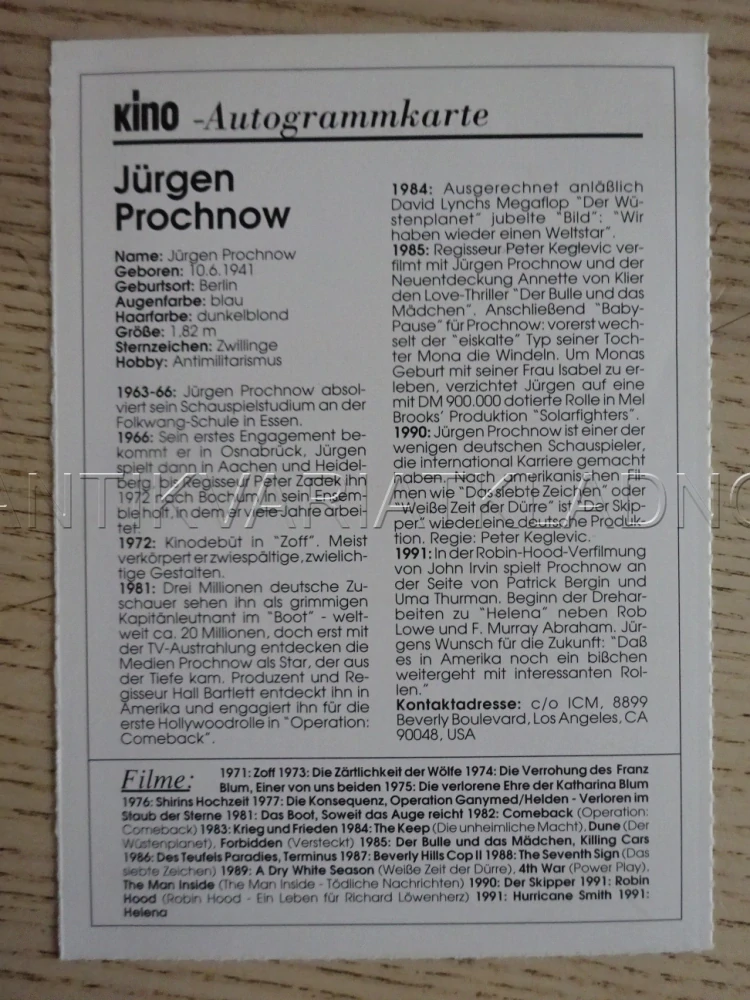 Kino -Autogrammkarte
Jürgen
Prochnow
Name: Jürgen Prochnow
Geboren: 10.6.1941
Geburtsort: Berlin
Augenfarbe: blau
Haarfarbe: dunkelblond
Größe: 1,82 m
Sternzeichen: Zwillinge
Hobby: Antimilitarismus
1963-66: Jürgen Prochnow absol-
viert sein Schauspielstudium an der
Folkwang-Schule in Essen.
1966: Sein erstes Engagement be-
kommt er in Osnabrück, Jürgen
spielt dann in Aachen und Heidel-
berg, bis Regisseur Peter Zadek ihn
1972 nach Bochum in sein Ensem-
ble holt, in dem er viele Jahre arbei-
tet!
1972: Kinodebüt in "Zoff". Meist
verkörpert er zwiespältige, zwielich-
tige Gestalten.
1981: Drei Millionen deutsche Zu-
schauer sehen ihn als grimmigen
Kapitänleutnant im "Boot" - welt-
weit ca. 20 Millionen, doch erst mit
der TV-Austrahlung entdecken die
Medien Prochnow als Star, der aus
der Tiefe kam. Produzent und Re-
gisseur Hall Bartlett entdeckt ihn in
Amerika und engagiert ihn für die
erste Hollywoodrolle in "Operation:
Comeback".
1984: Ausgerechnet anläßlich
David Lynchs Megaflop "Der Wü-
stenplanet" jubelte "Bild": "Wir
haben wieder einen Weltstar".
1985: Regisseur Peter Keglevic ver-
filmt mit Jürgen Prochnow und der
Neuentdeckung Annette von Klier
den Love-Thriller "Der Bulle und das
Mädchen". Anschließend "Baby-
Pause" für Prochnow: vorerst wech-
selt der "eiskalte" Typ seiner Toch-
ter Mona die Windeln. Um Monas
Geburt mit seiner Frau Isabel zu er-
leben, verzichtet Jürgen auf eine
mit DM 900.000 dotierte Rolle in Mel
Brooks' Produktion "Solarfighters".
1990: Jürgen Prochnow ist einer der
wenigen deutschen Schauspieler,
die international Karriere gemacht
haben. Nach amerikanischen Fil-
men wie "Das siebte Zeichen" oder
"Weiße Zeit der Dürre" ist "Der Skip-
per" wieder eine deutsche Produk-
tion. Regie: Peter Keglevic.
1991: In der Robin-Hood-Verfilmung
von John Irvin spielt Prochnow an
der Seite von Patrick Bergin und
Uma Thurman. Beginn der Drehar-
beiten zu "Helena" neben Rob
Lowe und F. Murray Abraham. Jür-
gens Wunsch für die Zukunft: "Daß
es in Amerika noch ein bißchen
weitergeht mit interessanten Rol-
len."
Kontaktadresse: c/o ICM, 8899
Beverly Boulevard, Los Angeles, CA
90048, USA
Filme: 1971: Zoff 1973: Die Zärtlichkeit der Wölfe 1974: Die Verrohung des Franz
Blum, Einer von uns beiden 1975: Die verlorene Ehre der Katharina Blum
1976: Shirins Hochzeit 1977: Die Konsequenz, Operation Ganymed/Helden - Verloren im
Staub der Sterne 1981: Das Boot, Soweit das Auge reicht 1982: Comeback (Operation:
Comeback) 1983: Krieg und Frieden 1984: The Keep (Die unheimliche Macht), Dune (Der
Wüstenplanet), Forbidden (Versteckt) 1985: Der Bulle und das Mädchen, Killing Cars
1986: Des Teufels Paradies, Terminus 1987: Beverly Hills Cop II 1988: The Seventh Sign (Das
siebte Zeichen) 1989: A Dry White Season (Weiße Zeit der Dürre), 4th War (Power Play),
The Man Inside (The Man Inside - Tödliche Nachrichten) 1990: Der Skipper 1991: Robin
Hood (Robin Hood - Ein Leben für Richard Löwenherz) 1991: Hurricane Smith 1991:
Helena
ANTIKVARIAT KLADNO